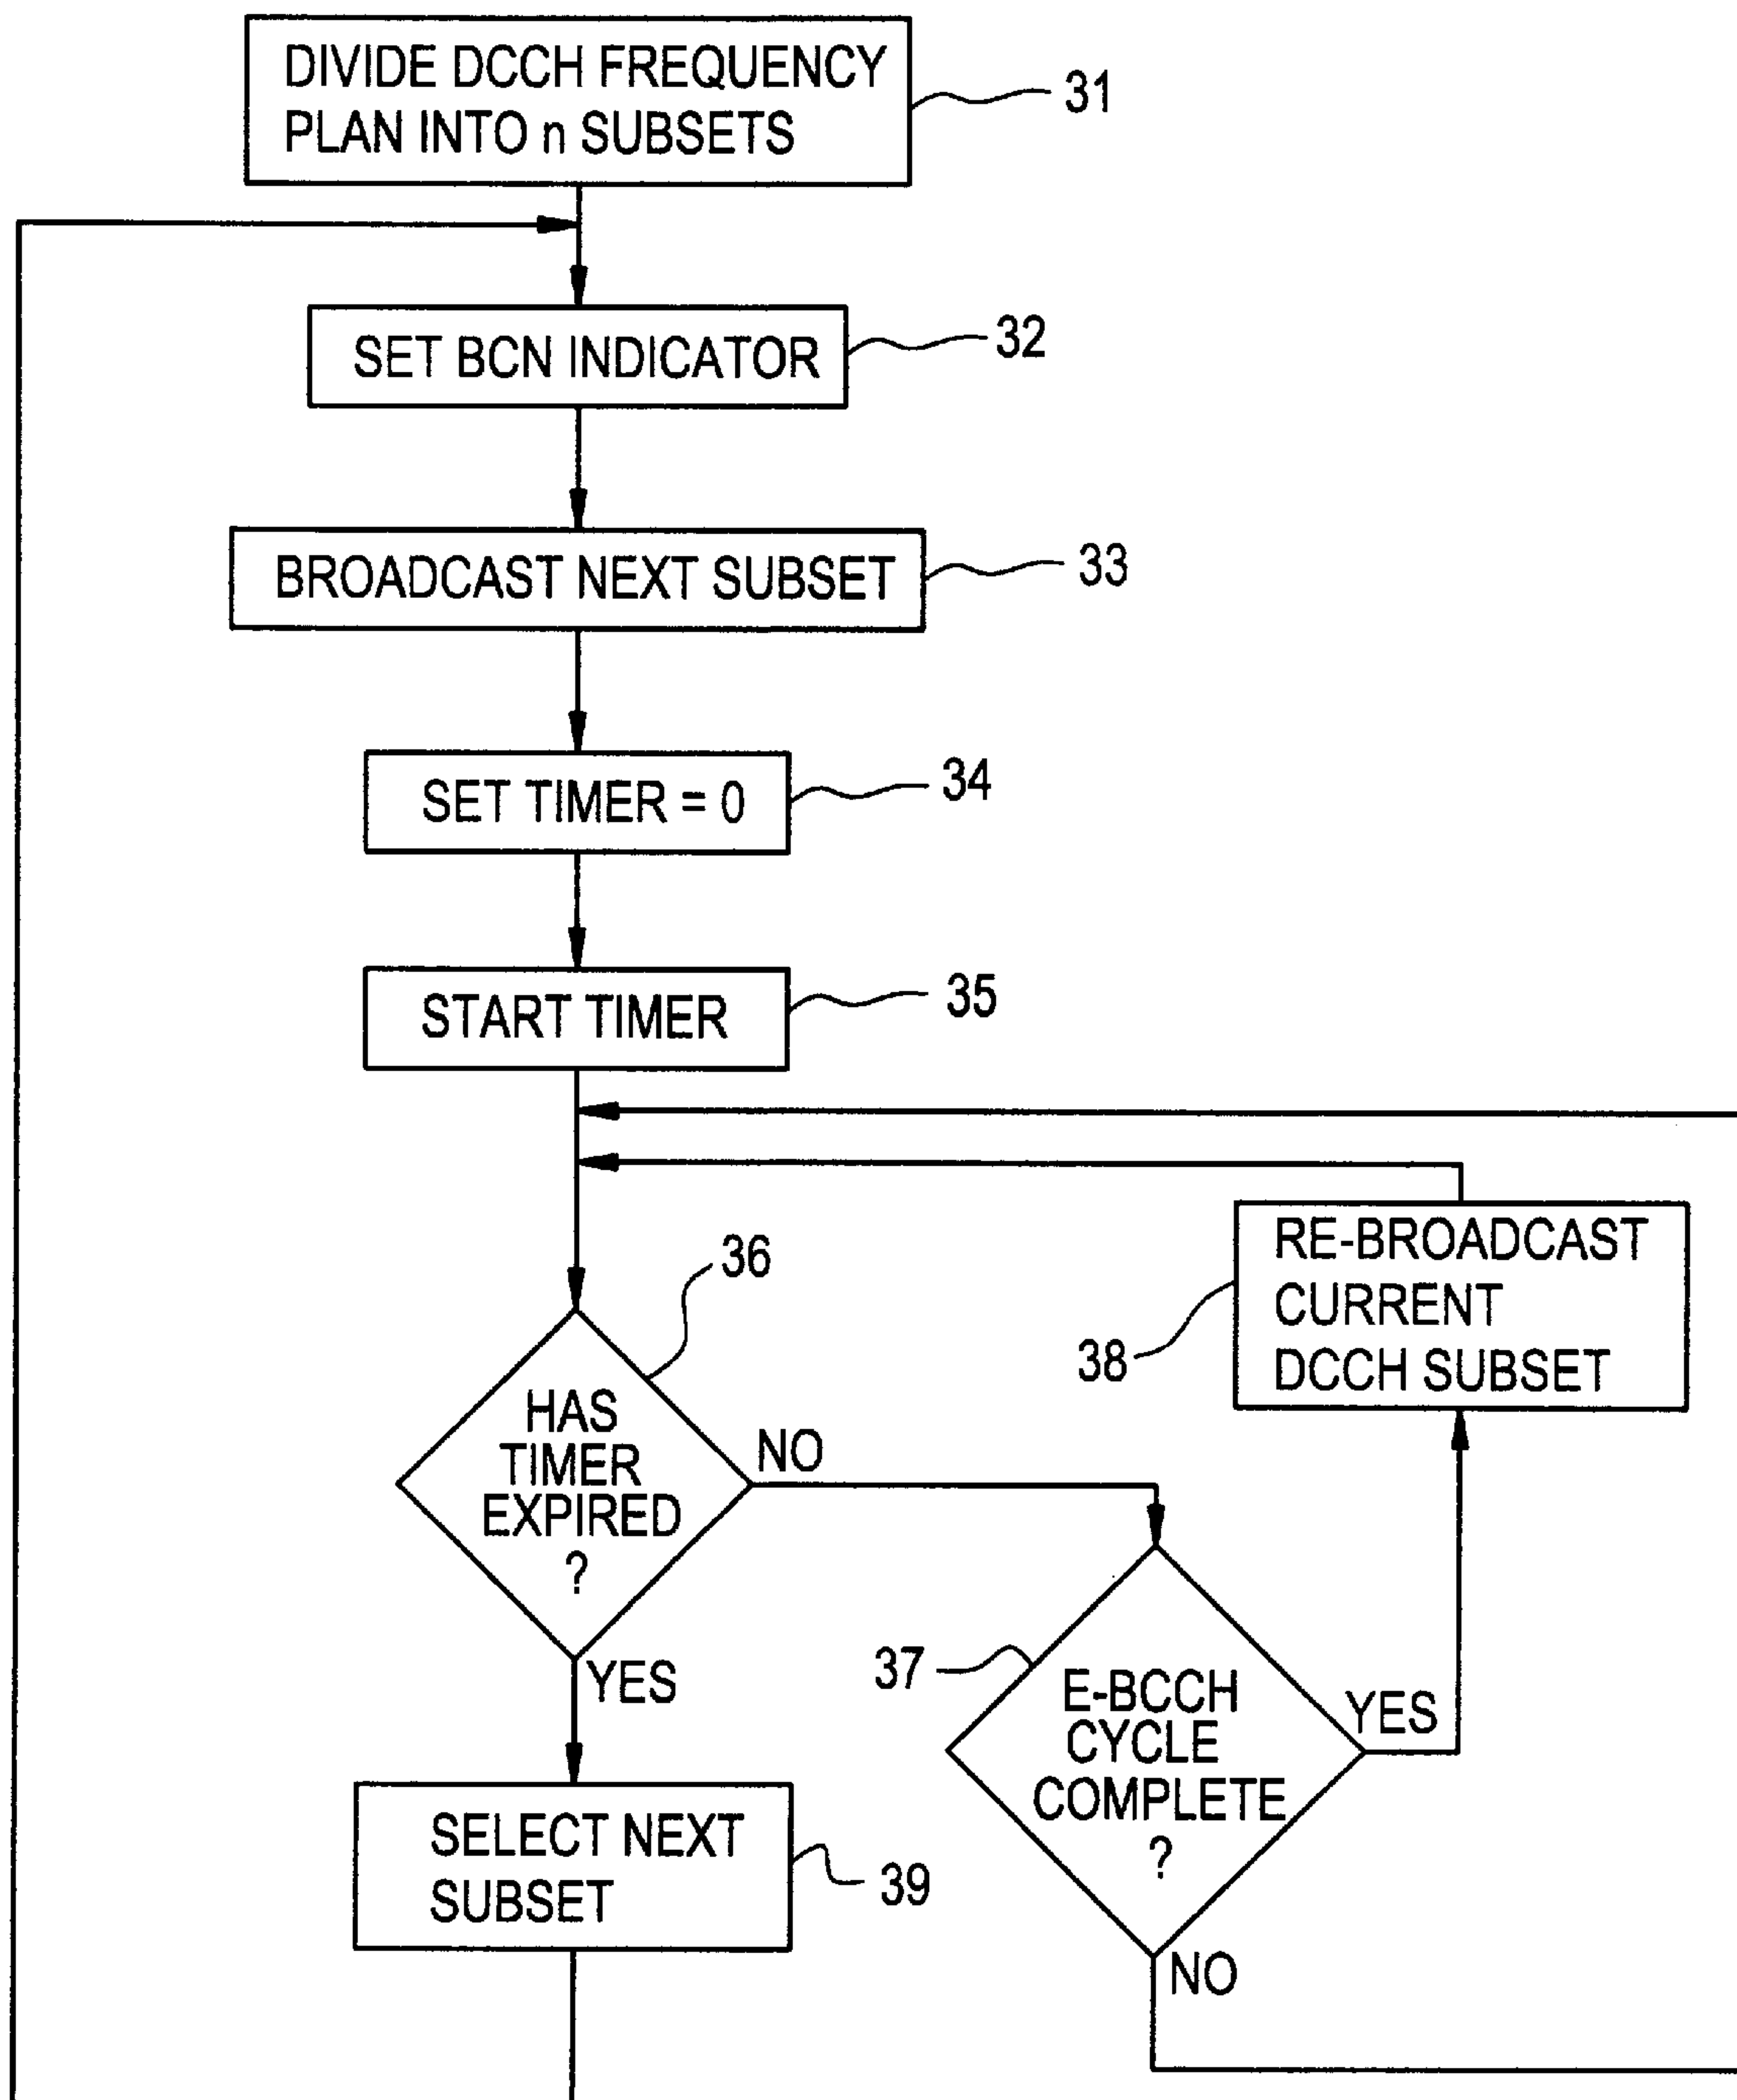 DIVIDE DCCH FREQUENCY
PLAN INTO n SUBSETS
31
SET BCN INDICATOR
32
BROADCAST NEXT SUBSET
33
SET TIMER = 0
34
START TIMER
35
36
HAS
TIMER
EXPIRED
?
NO
YES
RE-BROADCAST
CURRENT
DCCH SUBSET
38
37
E-BCCH
CYCLE
COMPLETE
?
YES
NO
SELECT NEXT
SUBSET
39